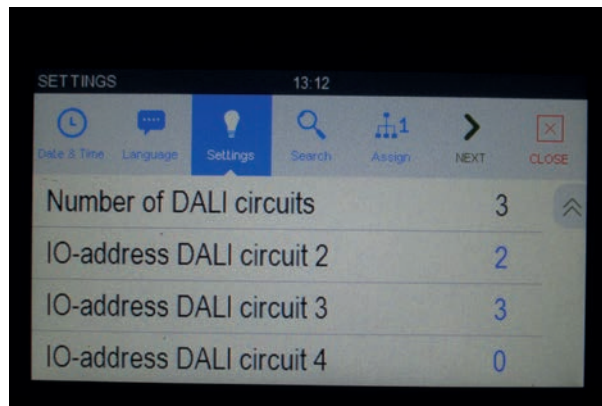 SETTINGS 13:12
Date & Time Language Settings Search Assign NEXT CLOSE
1
Number of DALI circuits 3
IO-address DALI circuit 2 2
IO-address DALI circuit 3 3
IO-address DALI circuit 4 0